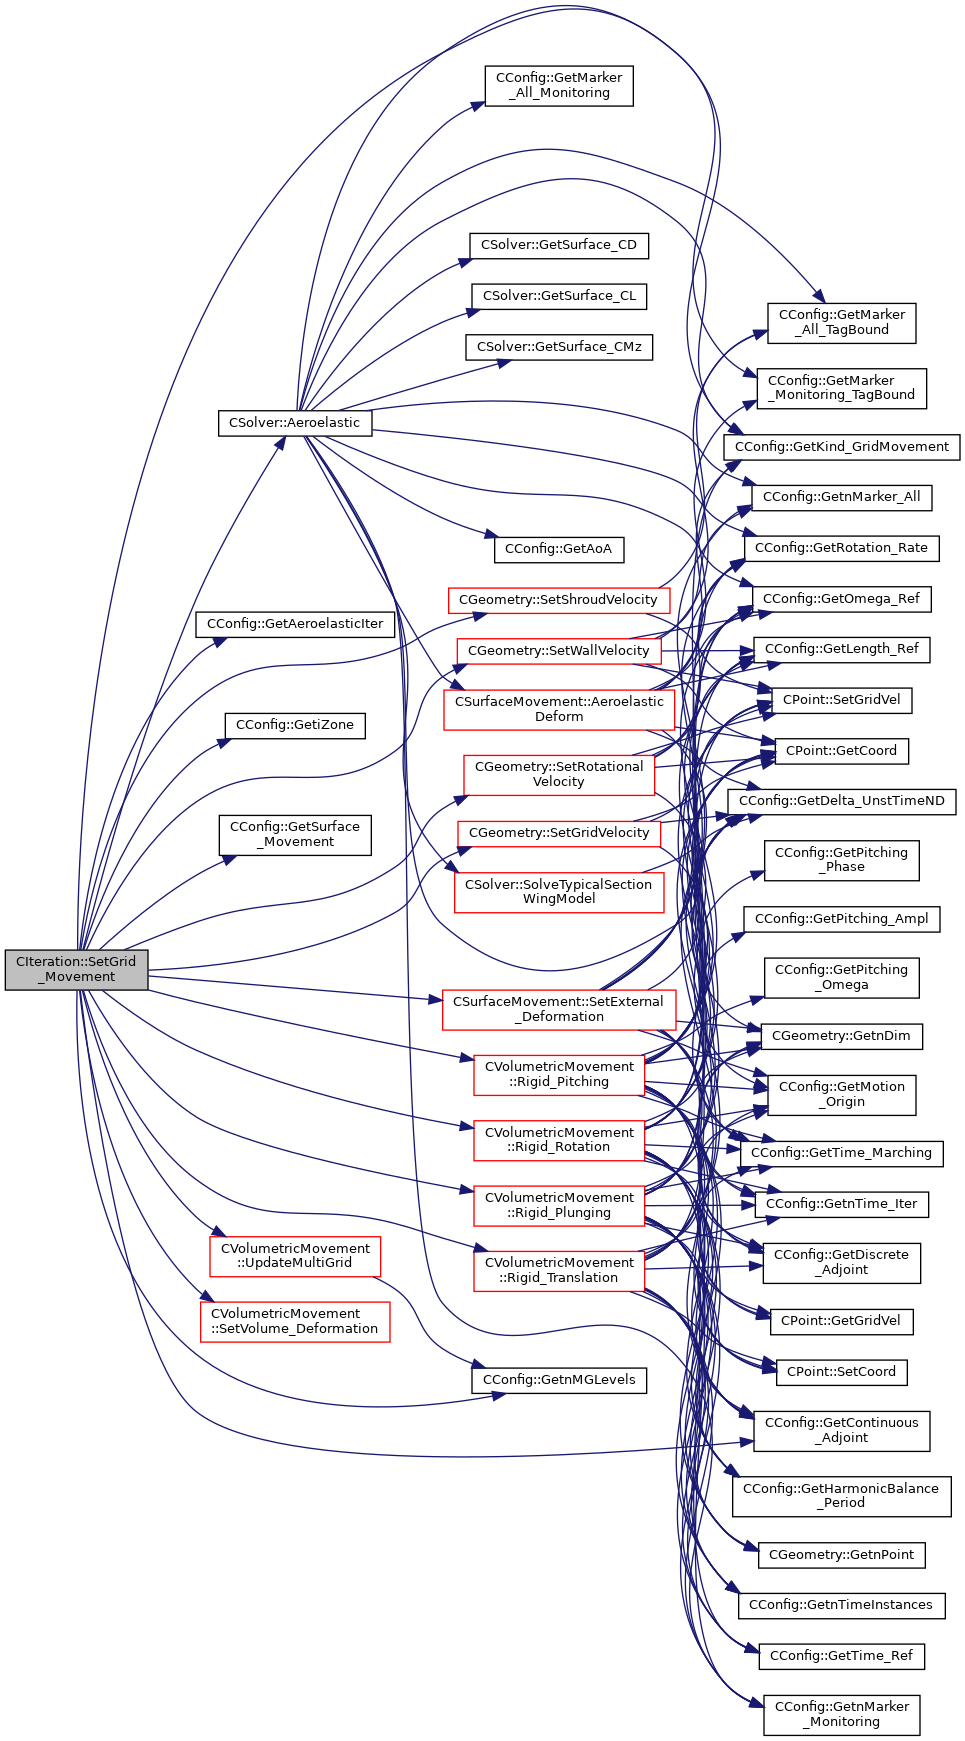 CIteration::SetGrid
_Movement
CSolver::Aeroelastic
CConfig::GetAeroelasticIter
CConfig::GetiZone
CConfig::GetSurface
_Movement
CVolumetricMovement
::UpdateMultiGrid
CVolumetricMovement
::SetVolume_Deformation
CConfig::GetMarker
_All_Monitoring
CSolver::GetSurface_CD
CSolver::GetSurface_CL
CSolver::GetSurface_CMz
CConfig::GetAoA
CGeometry::SetShroudVelocity
CGeometry::SetWallVelocity
CSurfaceMovement::Aeroelastic
Deform
CGeometry::SetRotational
Velocity
CGeometry::SetGridVelocity
CSolver::SolveTypicalSection
WingModel
CSurfaceMovement::SetExternal
_Deformation
CVolumetricMovement
::Rigid_Pitching
CVolumetricMovement
::Rigid_Rotation
CVolumetricMovement
::Rigid_Plunging
CVolumetricMovement
::Rigid_Translation
CConfig::GetnMGLevels
CConfig::GetMarker
_All_TagBound
CConfig::GetMarker
_Monitoring_TagBound
CConfig::GetKind_GridMovement
CConfig::GetnMarker_All
CConfig::GetRotation_Rate
CConfig::GetOmega_Ref
CConfig::GetLength_Ref
CPoint::SetGridVel
CPoint::GetCoord
CConfig::GetDelta_UnstTimeND
CConfig::GetPitching
_Phase
CConfig::GetPitching_Ampl
CConfig::GetPitching
_Omega
CGeometry::GetnDim
CConfig::GetMotion
_Origin
CConfig::GetTime_Marching
CConfig::GetnTime_Iter
CConfig::GetDiscrete
_Adjoint
CPoint::GetGridVel
CPoint::SetCoord
CConfig::GetContinuous
_Adjoint
CConfig::GetHarmonicBalance
_Period
CGeometry::GetnPoint
CConfig::GetnTimeInstances
CConfig::GetTime_Ref
CConfig::GetnMarker
_Monitoring